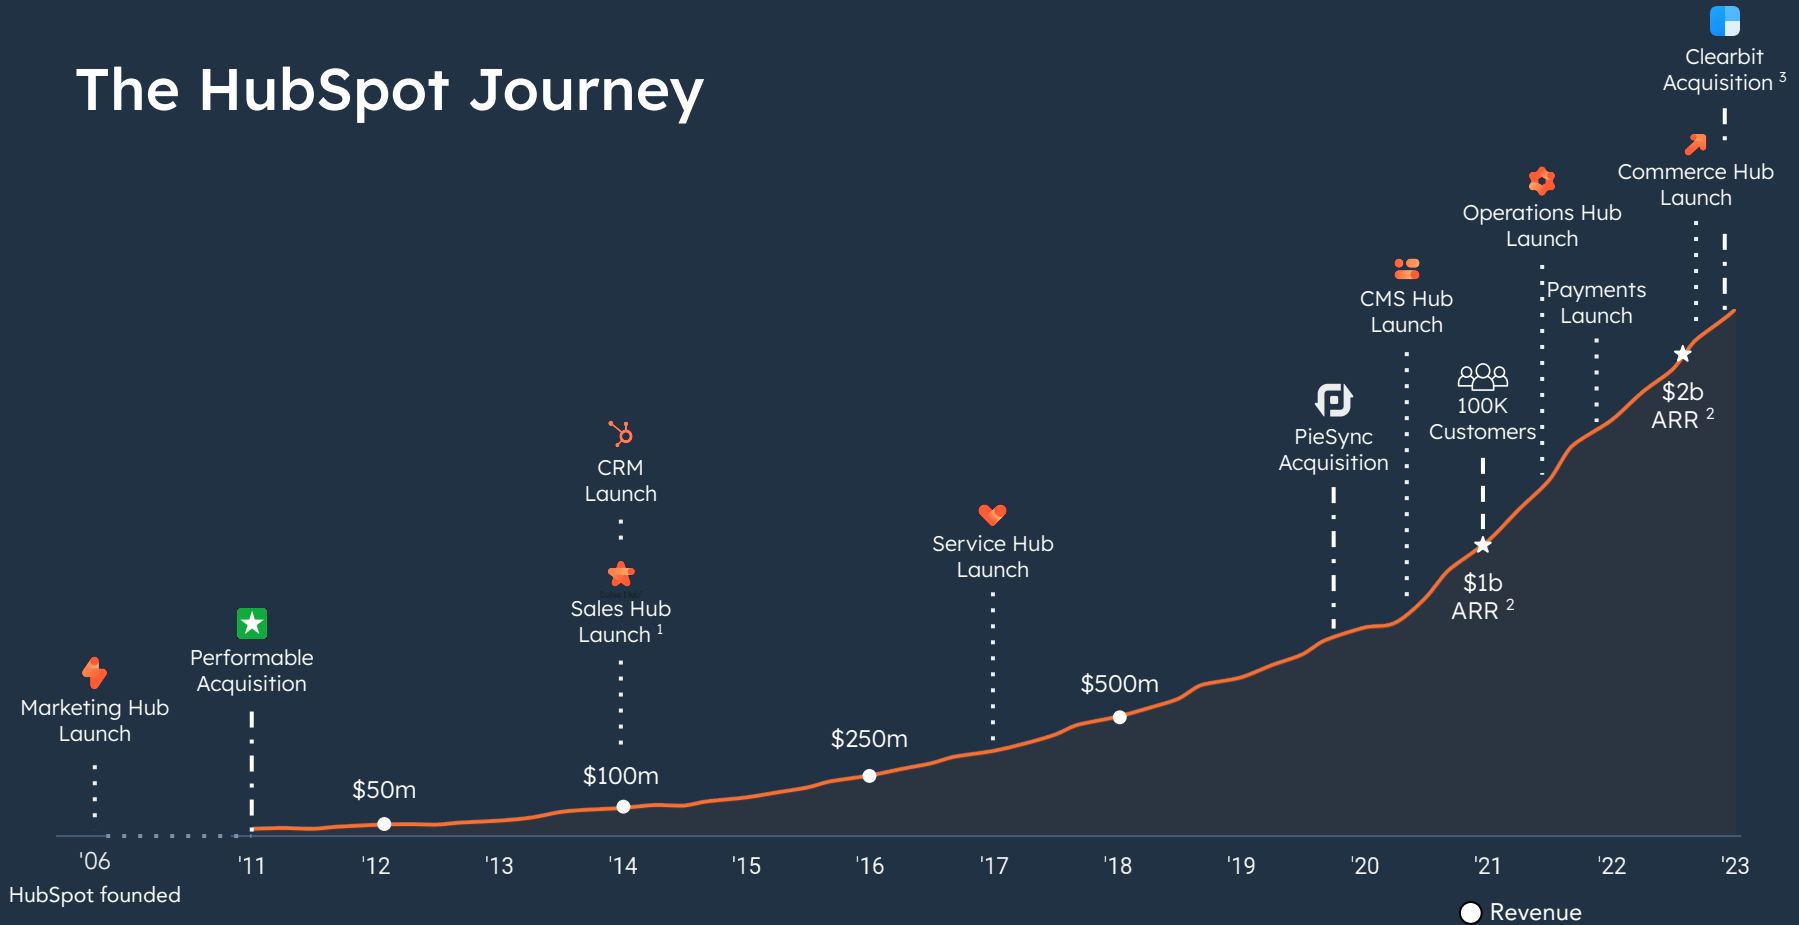 The HubSpot Journey
Clearbit
Acquisition 3
Commerce Hub
Launch
Operations Hub
Launch
Payments
Launch
CMS Hub
Launch
$2b
ARR 2
100K
Customers
PieSync
Acquisition
CRM
Launch
Service Hub
Launch
$1b
ARR 2
Sales Hub
Launch 1
Performable
Acquisition
Marketing Hub
Launch
$500m
$250m
$100m
$50m
'06
'11
'12
'13
'14
'15
'16
'17
'18
'19
'20
'21
'22
'23
HubSpot founded
Revenue